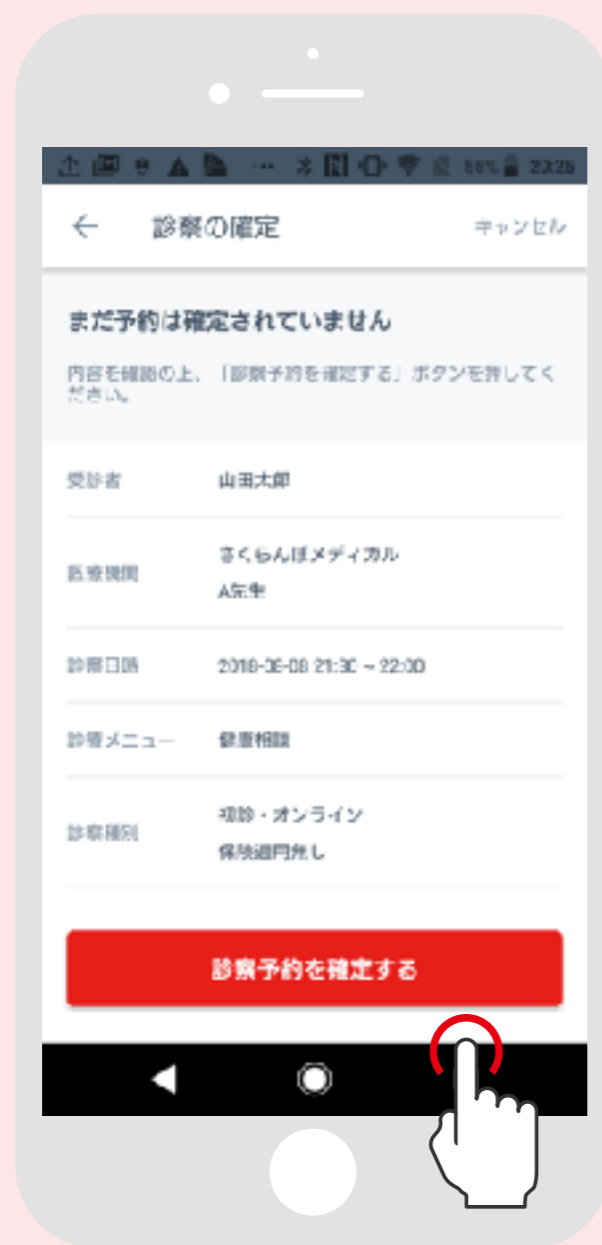 88% 20:26
診察の確定 キャンセル
まだ予約は確定されていません
内容を確認の上、「診察予約を確定する」ボタンを押してく
ださい。
受診者 山田太郎
医療機関 さくらんぼメディカル
A先生
診察日時 21:30 ~ 22:00
診療メニュー 健康相談
診察種別 初診・オンライン
保険適用無し
診察予約を確定する